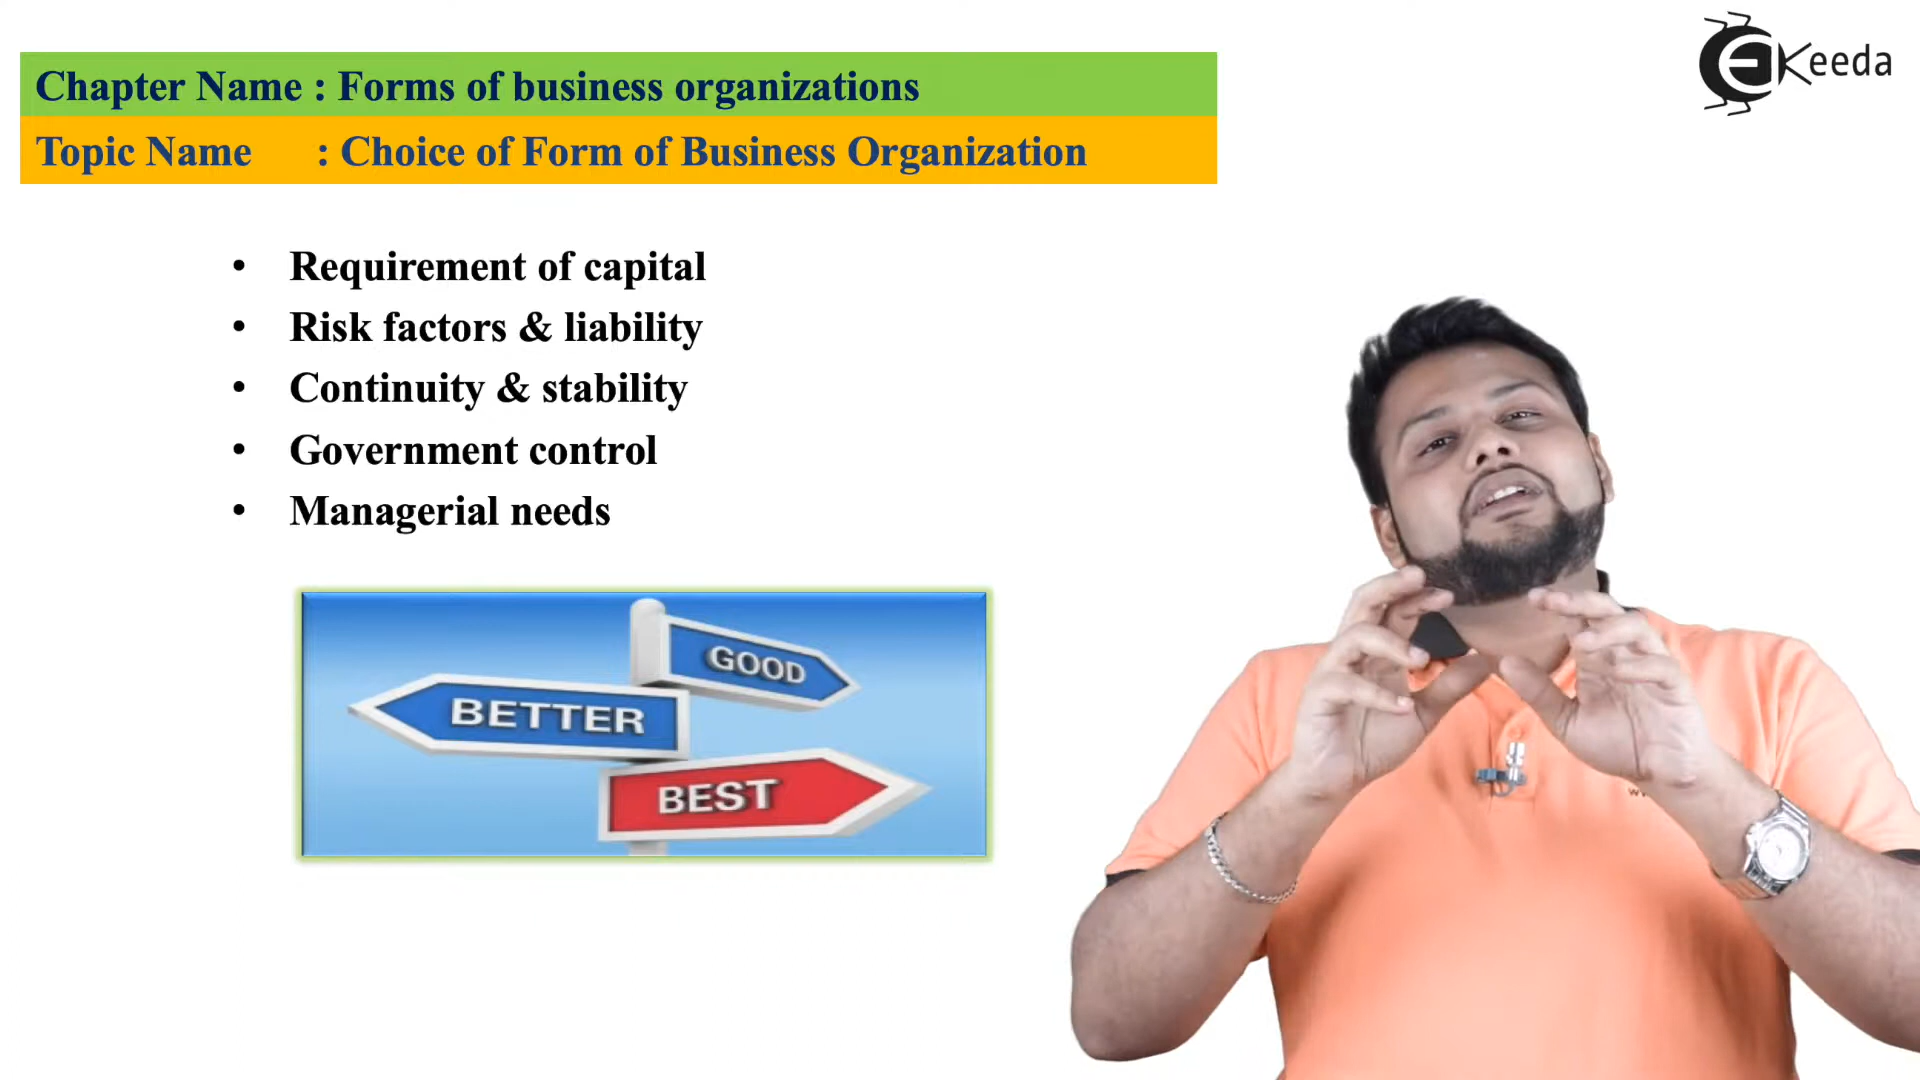 Chapter Name : Forms of business organizations
Topic Name : Choice of Form of Business Organization
EKeeda
• Requirement of capital
• Risk factors & liability
• Continuity & stability
• Government control
• Managerial needs
GOOD
BETTER
BEST